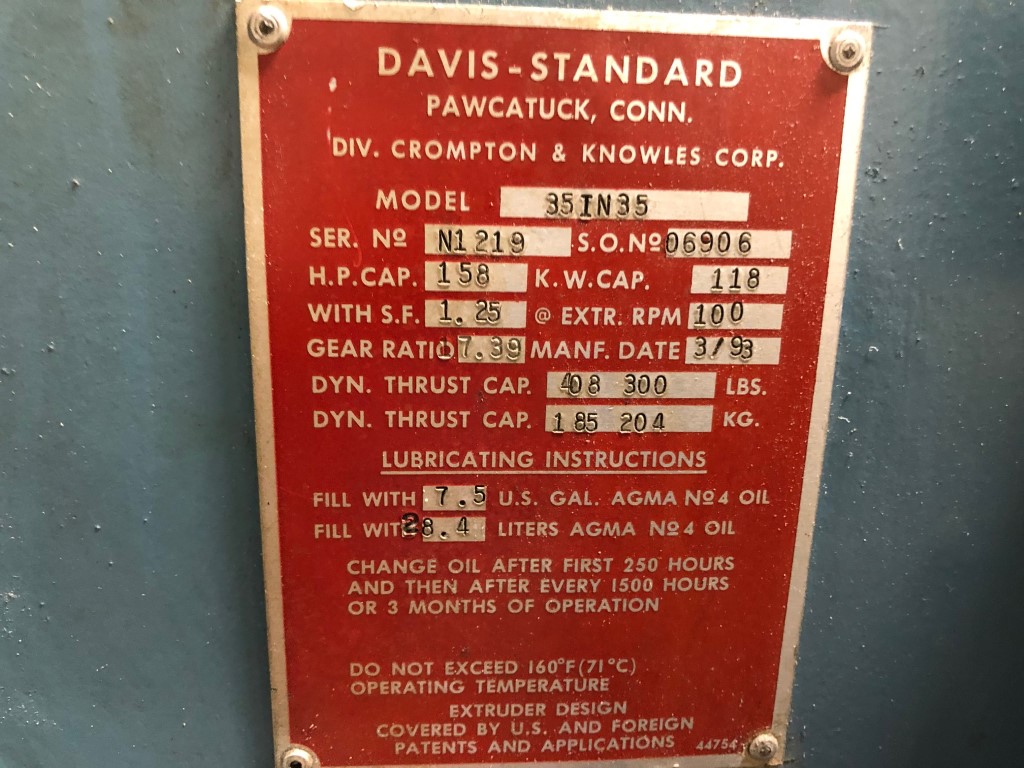 DAVIS-STANDARD
PAWCATUCK, CONN.
DIV. CROMPTON & KNOWLES CORP.
MODEL 35IN35
SER. Nº N1219 S.O.Nº 06906
H.P.CAP. 158 K.W.CAP. 118
WITH S.F. 1.25 @ EXTR. RPM 100
GEAR RATIO 7.39 MANF. DATE 3/93
DYN. THRUST CAP. 408 300 LBS.
DYN. THRUST CAP. 185 204 KG.
LUBRICATING INSTRUCTIONS
FILL WITH 7.5 U.S. GAL. AGMA Nº4 OIL
FILL WITH 28.4 LITERS AGMA Nº4 OIL
CHANGE OIL AFTER FIRST 250 HOURS
AND THEN AFTER EVERY 1500 HOURS
OR 3 MONTHS OF OPERATION
DO NOT EXCEED 160°F (71°C)
OPERATING TEMPERATURE
EXTRUDER DESIGN
COVERED BY U.S. AND FOREIGN
PATENTS AND APPLICATIONS 44754